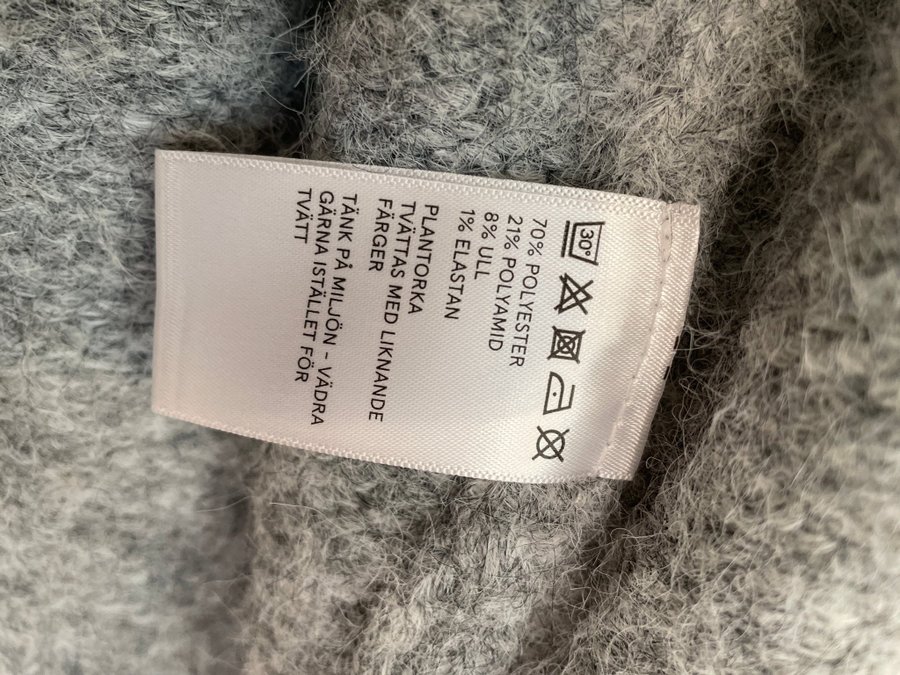 30°
70% POLYESTER
21% POLYAMID
8% ULL
1% ELASTAN
PLANTORKA
TVÄTTAS MED LIKNANDE
FÄRGER
TÄNK PÅ MILJÖN - VÄDRA
GÄRNA ISTÄLLET FÖR
TVÄTT